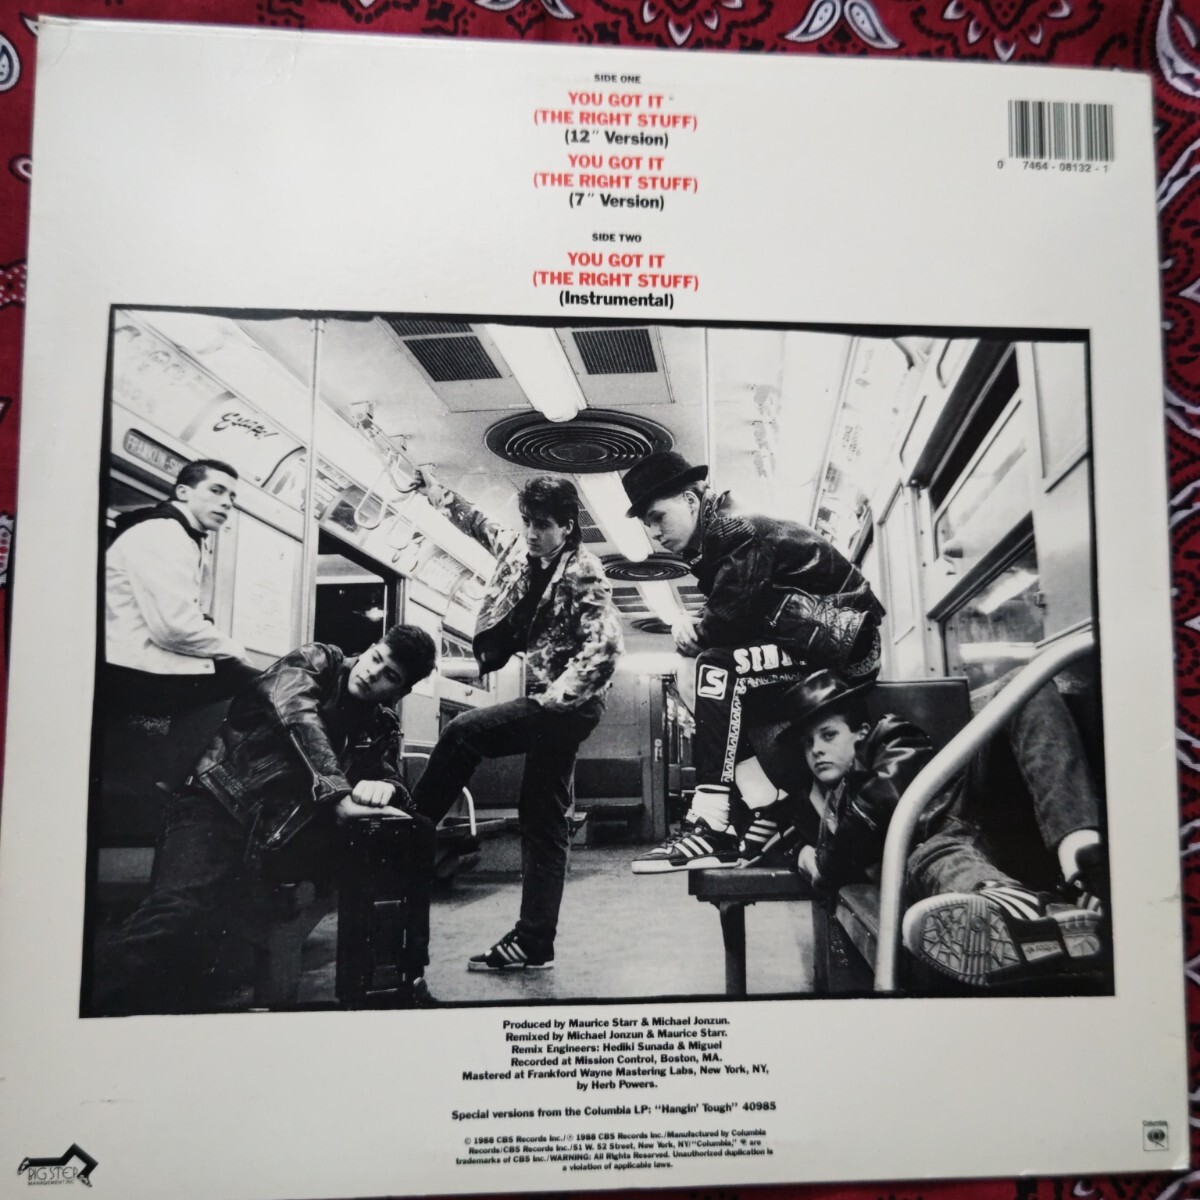 SIDE ONE
YOU GOT IT
(THE RIGHT STUFF)
(12" Version)
YOU GOT IT
(THE RIGHT STUFF)
(7" Version)
SIDE TWO
YOU GOT IT
(THE RIGHT STUFF)
(Instrumental)
0 7464 - 08132 - 1
Produced by Maurice Starr & Michael Jonzun.
Remixed by Michael Jonzun & Maurice Starr.
Remix Engineers: Hediki Sunada & Miguel
Recorded at Mission Control, Boston, MA.
Mastered at Frankford Wayne Mastering Labs, New York, NY,
by Herb Powers.
Special versions from the Columbia LP: "Hangin' Tough" 40985
© 1988 CBS Records Inc./℗ 1988 CBS Records Inc./Manufactured by Columbia
Records/CBS Records Inc./51 W. 52 Street, New York, NY/"Columbia," are
trademarks of CBS Inc./WARNING: All Rights Reserved. Unauthorized duplication is
a violation of applicable laws.
BIG STEP
MANAGEMENT INC
Columbia